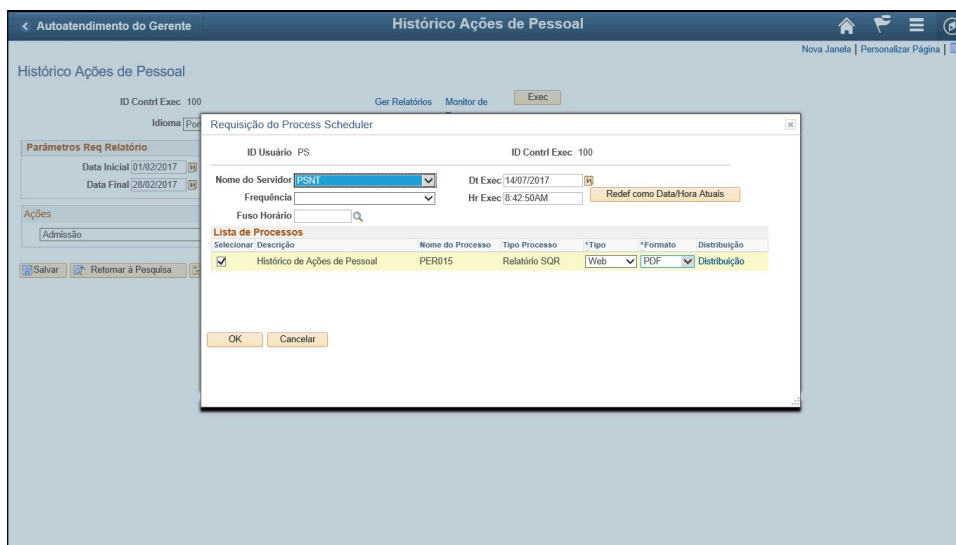 Autoatendimento do Gerente
Histórico Ações de Pessoal
Nova Janela | Personalizar Página |
Histórico Ações de Pessoal
ID Contrl Exec 100
Ger Relatórios Monitor de
Exec
Idioma Por
Parâmetros Req Relatório
Data Inicial 01/02/2017
Data Final 28/02/2017
Ações
Admissão
Salvar Retornar à Pesquisa
Requisição do Process Scheduler
ID Usuário PS ID Contrl Exec 100
Nome do Servidor PSNT Dt Exec 14/07/2017
Frequência Hr Exec 8:42:50AM Redef como Data/Hora Atuais
Fuso Horário
Lista de Processos
Selecionar Descrição Nome do Processo Tipo Processo *Tipo *Formato Distribuição
Histórico de Ações de Pessoal PER015 Relatório SQR Web PDF Distribuição
OK Cancelar